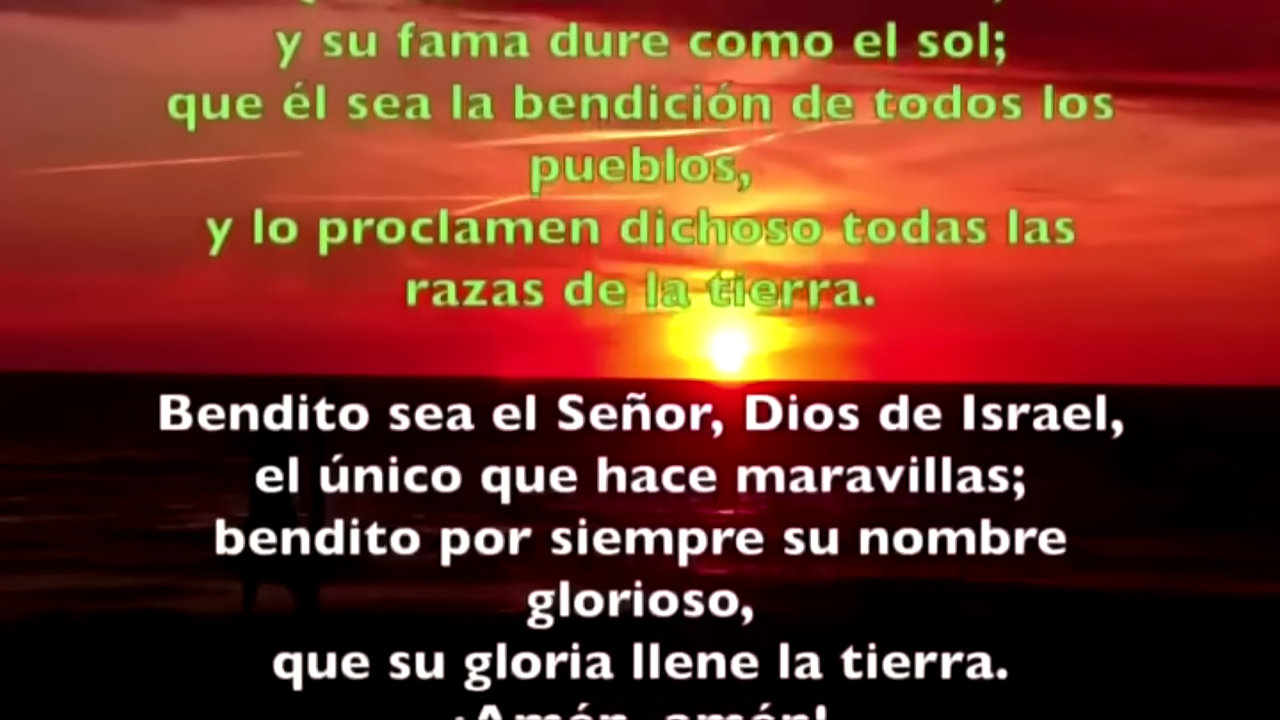 y su fama dure como el sol;
que él sea la bendición de todos los
pueblos,
y lo proclamen dichoso todas las
razas de la tierra.
Bendito sea el Señor, Dios de Israel,
el único que hace maravillas;
bendito por siempre su nombre
glorioso,
que su gloria llene la tierra.
¡Amén, amén!